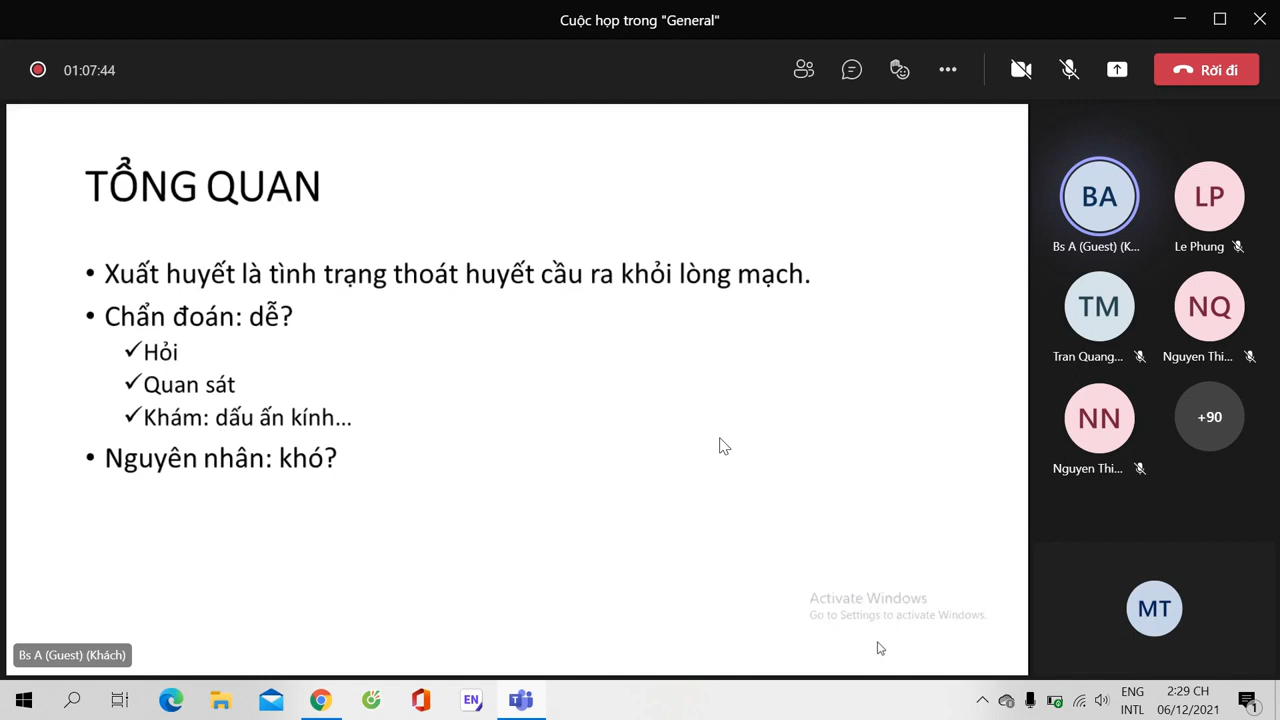 Cuộc họp trong "General"
01:07:44
Rời đi
TỔNG QUAN
• Xuất huyết là tình trạng thoát huyết cầu ra khỏi lòng mạch.
• Chẩn đoán: dễ?
✓Hỏi
✓Quan sát
✓Khám: dấu ấn kính...
• Nguyên nhân: khó?
BA
LP
Bs A (Guest) (K...
Le Phung
TM
NQ
Tran Quang...
Nguyen Thi...
NN
+90
Nguyen Thi...
MT
Activate Windows
Go to Settings to activate Windows.
Bs A (Guest) (Khách)
EN
ENG
INTL
2:29 CH
06/12/2021
1